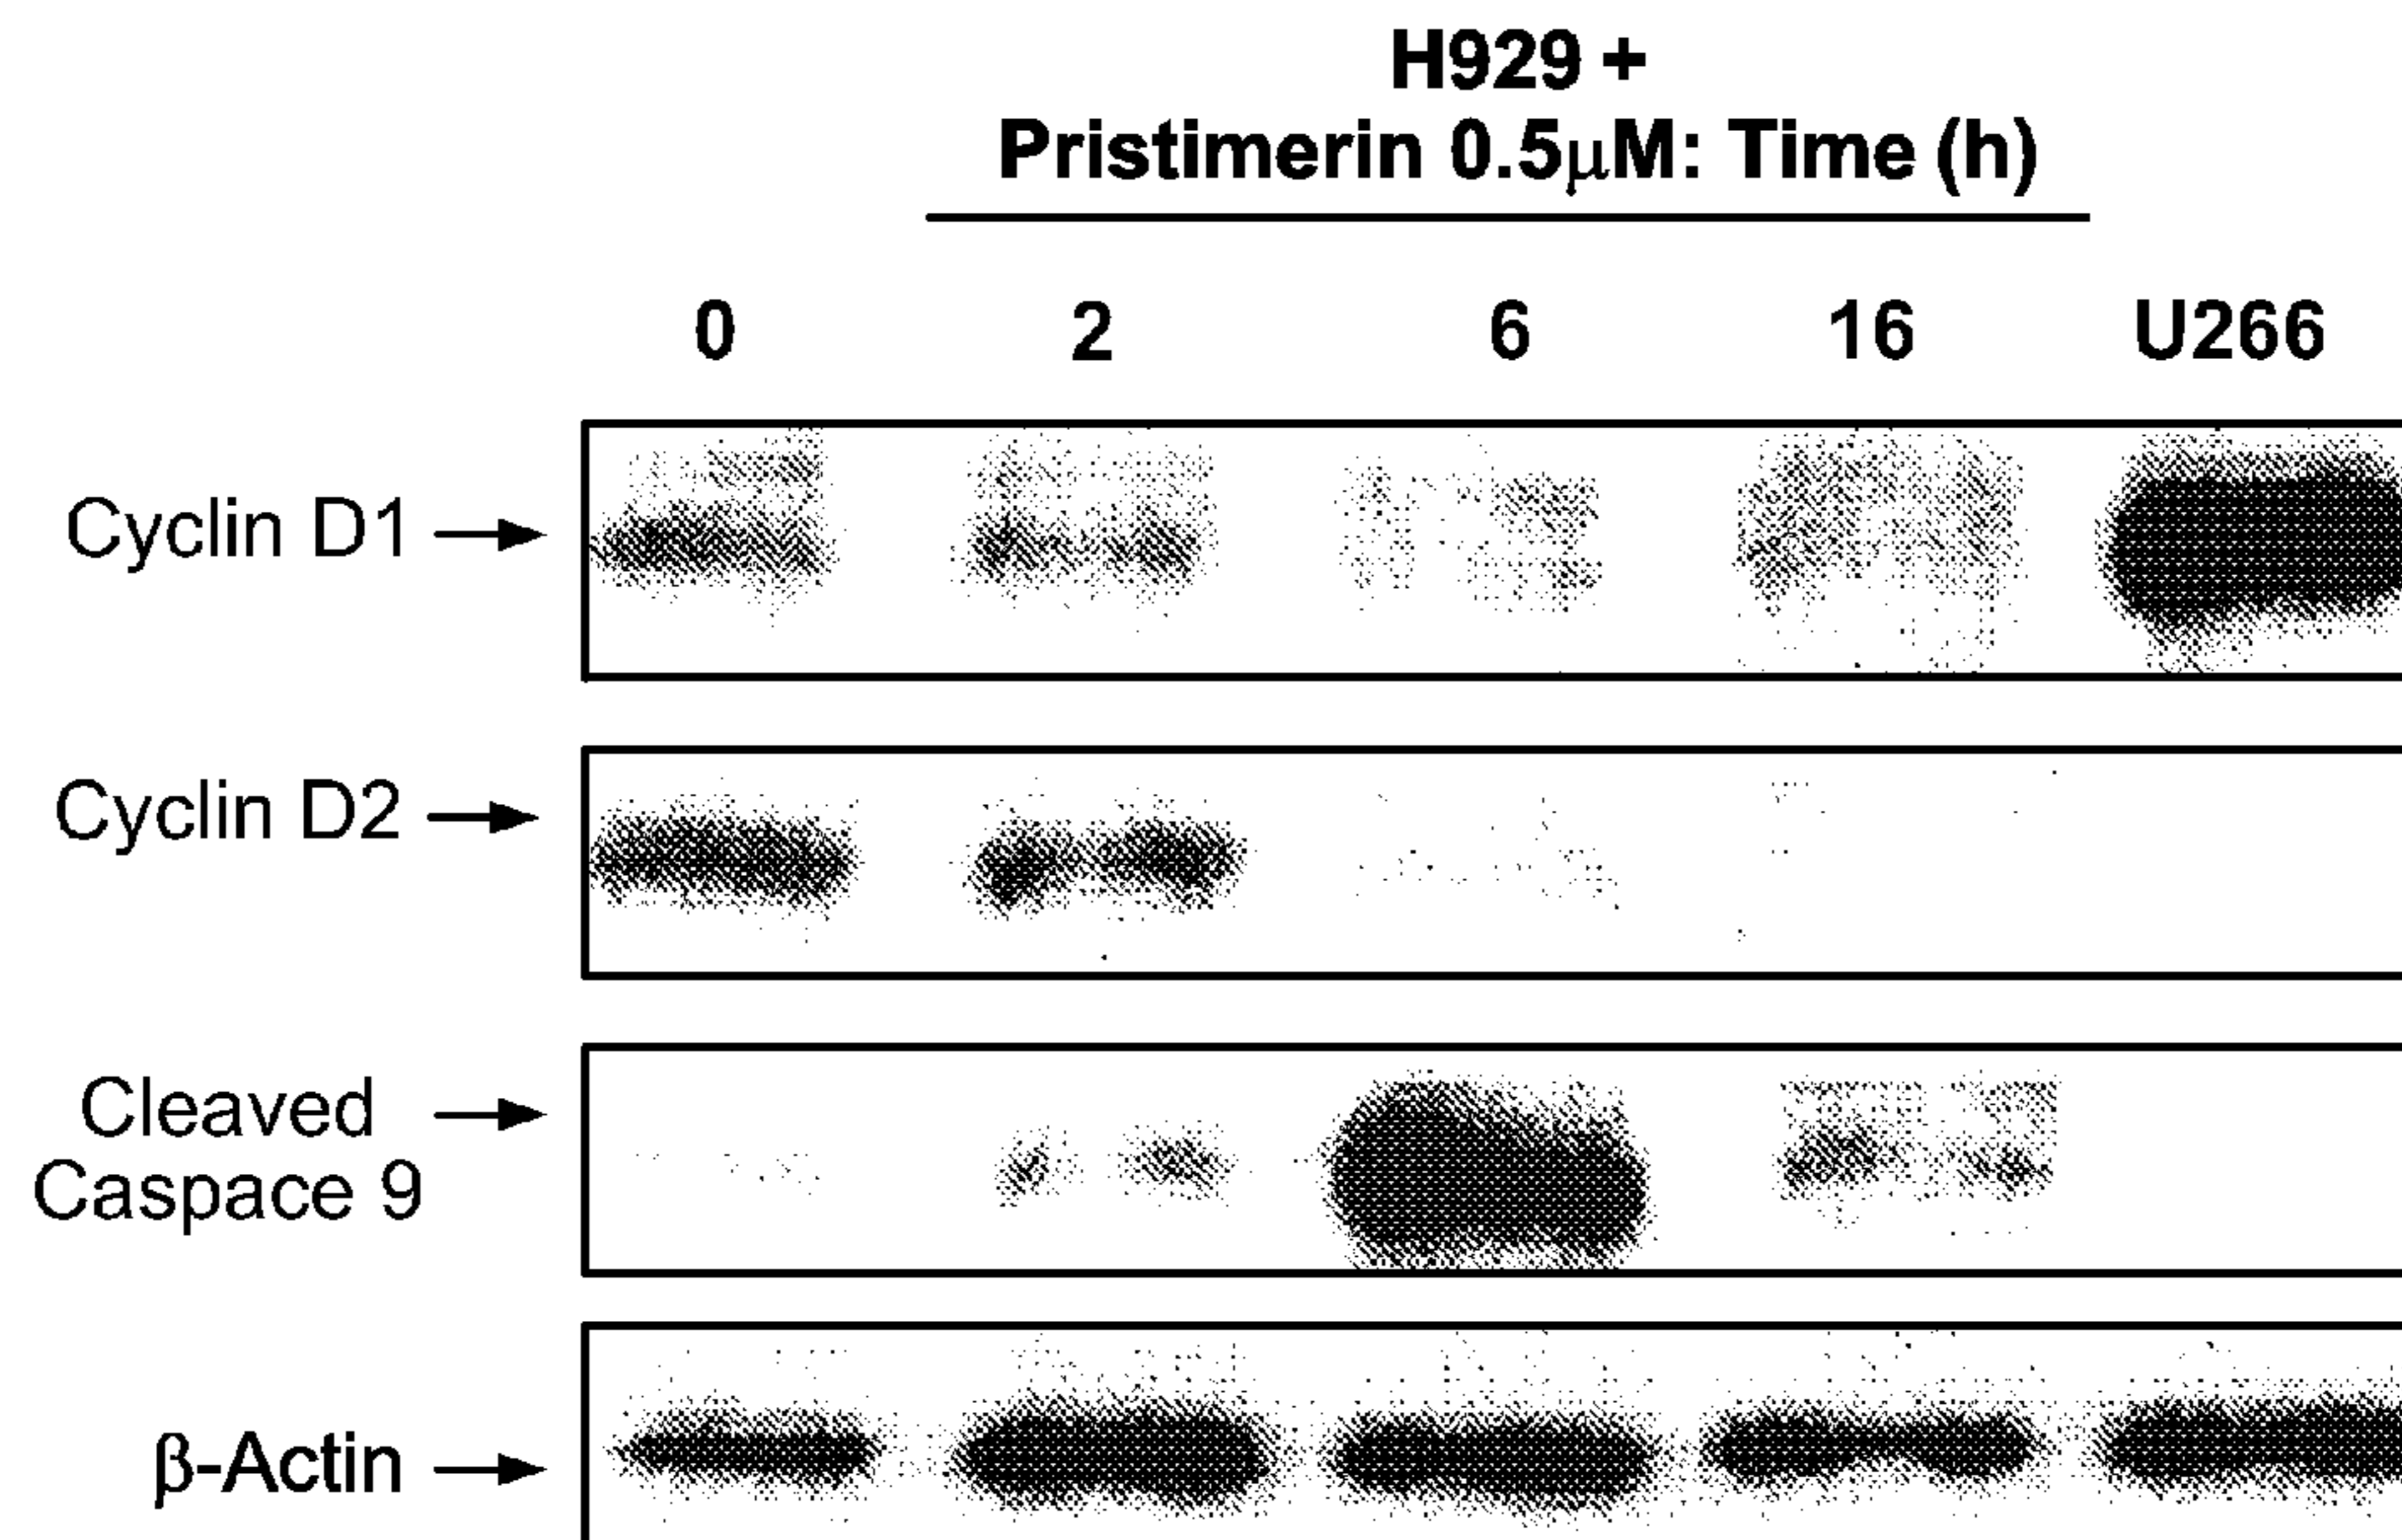 H929 +
Pristimerin 0.5μM: Time (h)
0 2 6 16 U266
Cyclin D1
Cyclin D2
Cleaved
Caspace 9
β-Actin